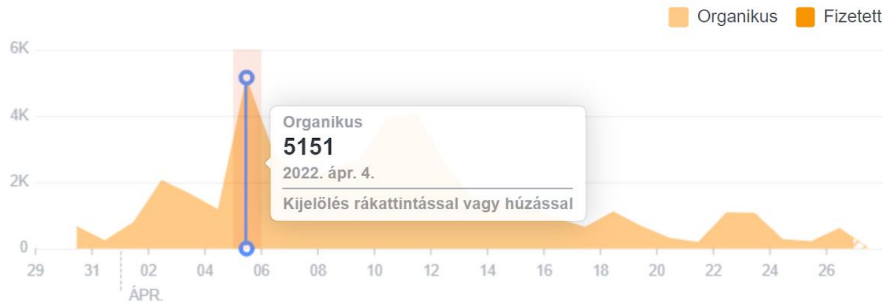 Organikus Fizetett
6K
4K
2K
0
Organikus
5151
2022. ápr. 4.
Kijelölés rákattintással vagy húzással
29 31 02 04 06 08 10 12 14 16 18 20 22 24 26
ÁPR.